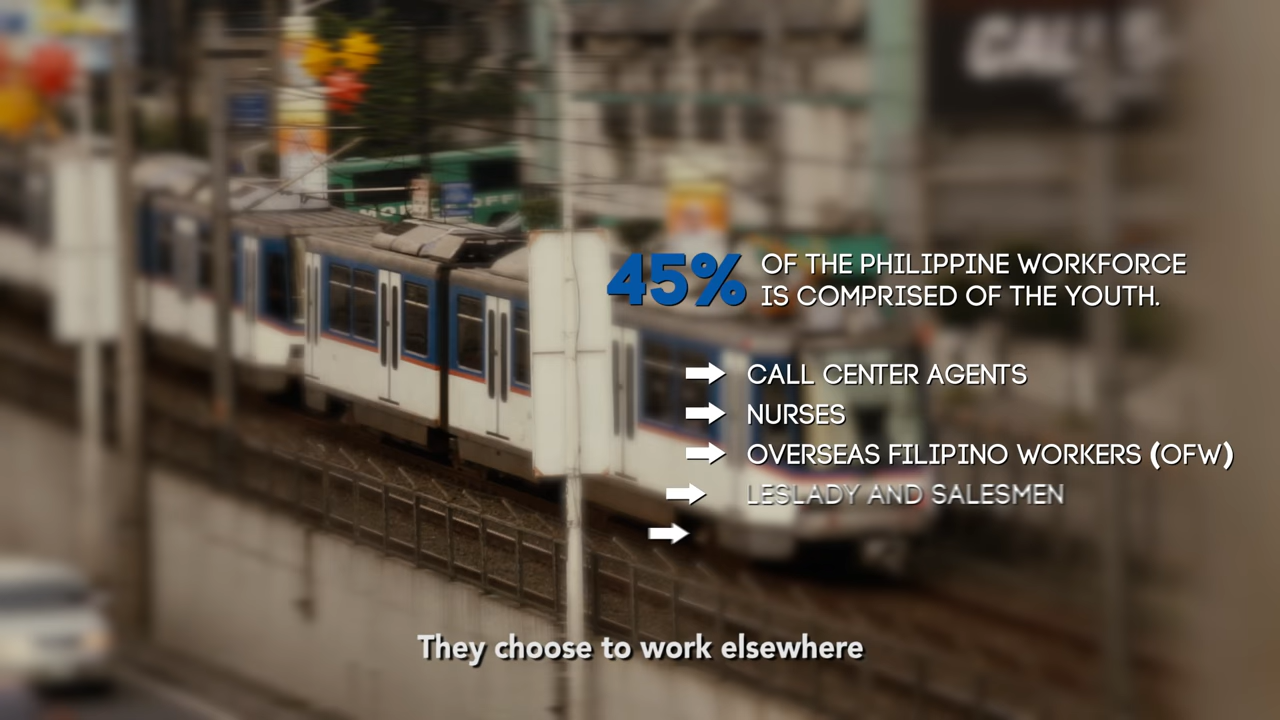 45% OF THE PHILIPPINE WORKFORCE
IS COMPRISED OF THE YOUTH.
CALL CENTER AGENTS
NURSES
OVERSEAS FILIPINO WORKERS (OFW)
LESLADY AND SALESMEN
They choose to work elsewhere